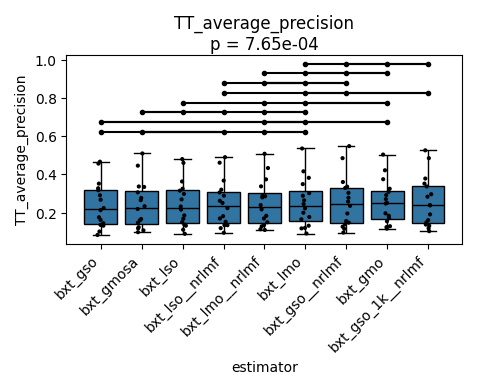 TT_average_precision
p = 7.65e-04
TT_average_precision
1.0
0.8
0.6
0.4
0.2
bxt_gso
bxt_gmosa
bxt_lso
bxt_lso__nrlmf
bxt_lmo__nrlmf
bxt_lmo
bxt_gso__nrlmf
bxt_gmo
bxt_gso_1k__nrlmf
estimator